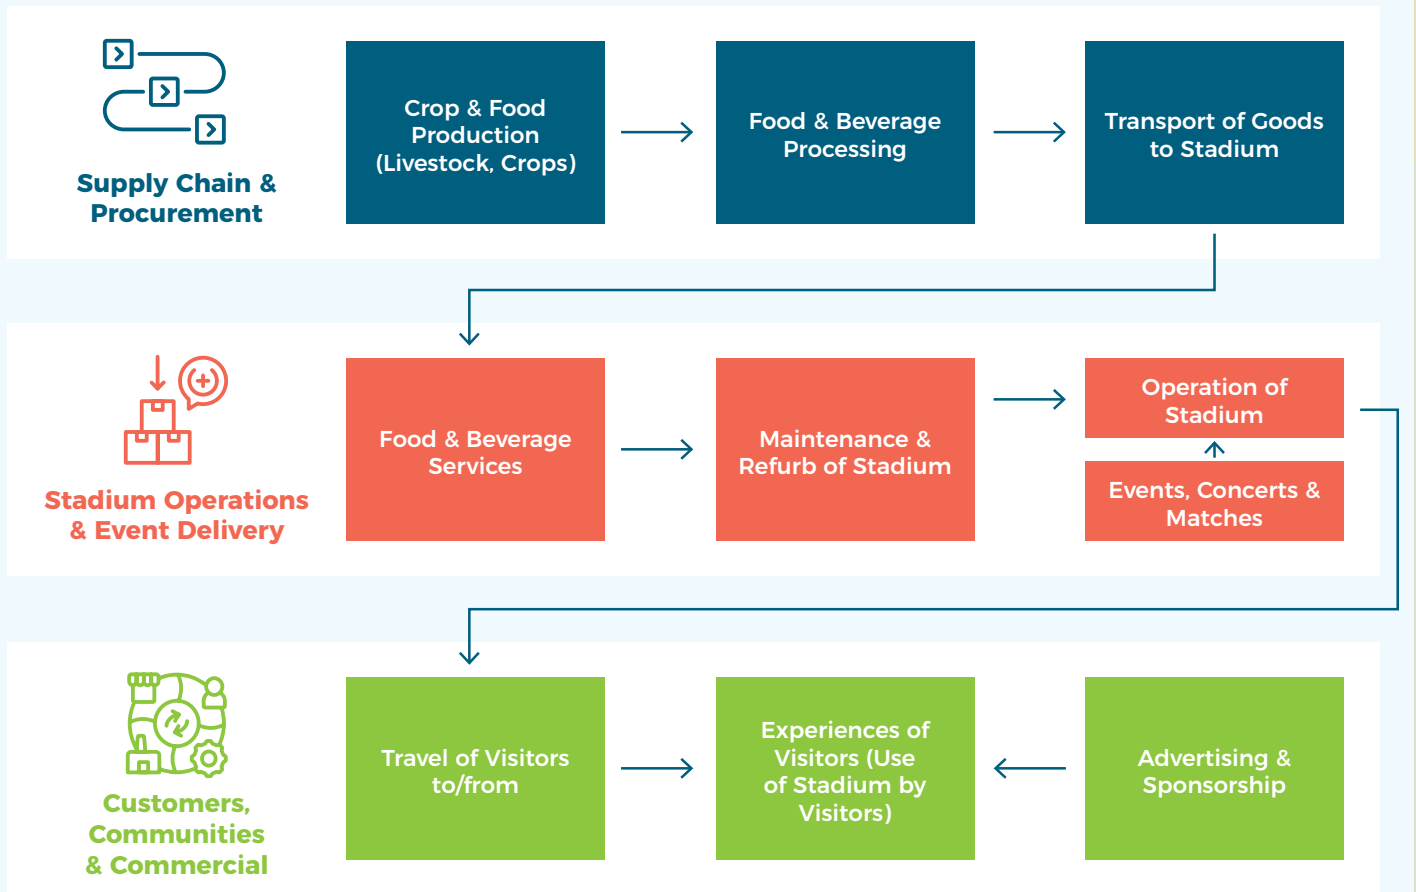 Supply Chain &
Procurement
Crop & Food
Production
(Livestock, Crops)
Food & Beverage
Processing
Transport of Goods
to Stadium
Stadium Operations
& Event Delivery
Food & Beverage
Services
Maintenance &
Refurb of Stadium
Operation of
Stadium
Events, Concerts &
Matches
Customers,
Communities
& Commercial
Travel of Visitors
to/from
Experiences of
Visitors (Use
of Stadium by
Visitors)
Advertising &
Sponsorship